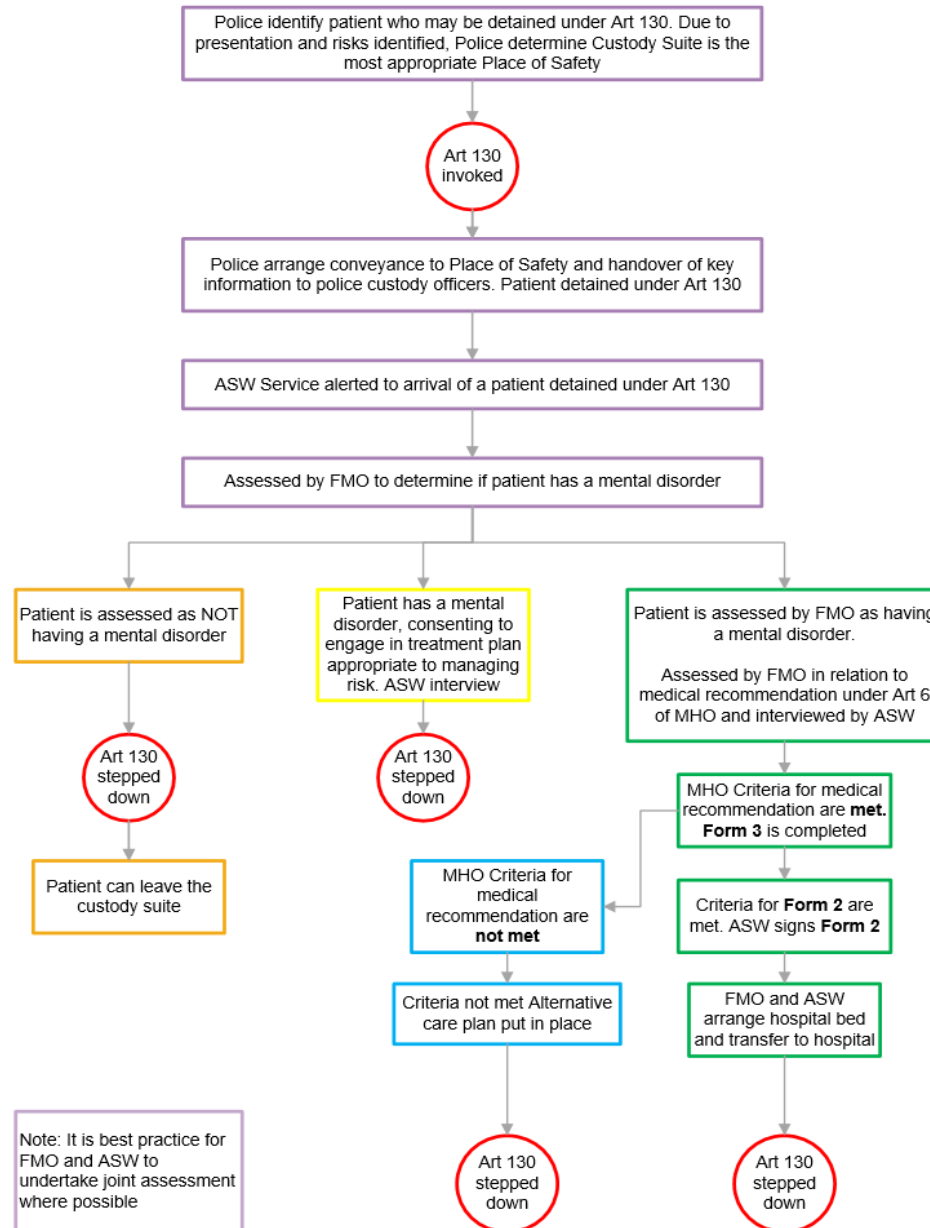 Police identify patient who may be detained under Art 130. Due to
presentation and risks identified, Police determine Custody Suite is the
most appropriate Place of Safety
Art 130
invoked
Police arrange conveyance to Place of Safety and handover of key
information to police custody officers. Patient detained under Art 130
ASW Service alerted to arrival of a patient detained under Art 130
Assessed by FMO to determine if patient has a mental disorder
Patient is assessed as NOT
having a mental disorder
Art 130
stepped
down
Patient can leave the
custody suite
Patient has a mental
disorder, consenting to
engage in treatment plan
appropriate to managing
risk. ASW interview
Art 130
stepped
down
Patient is assessed by FMO as having
a mental disorder.
Assessed by FMO in relation to
medical recommendation under Art 6
of MHO and interviewed by ASW
MHO Criteria for medical
recommendation are met.
Form 3 is completed
MHO Criteria for
medical
recommendation are
not met
Criteria not met Alternative
care plan put in place
Art 130
stepped
down
Criteria for Form 2 are
met. ASW signs Form 2
FMO and ASW
arrange hospital bed
and transfer to hospital
Art 130
stepped
down
Note: It is best practice for
FMO and ASW to
undertake joint assessment
where possible